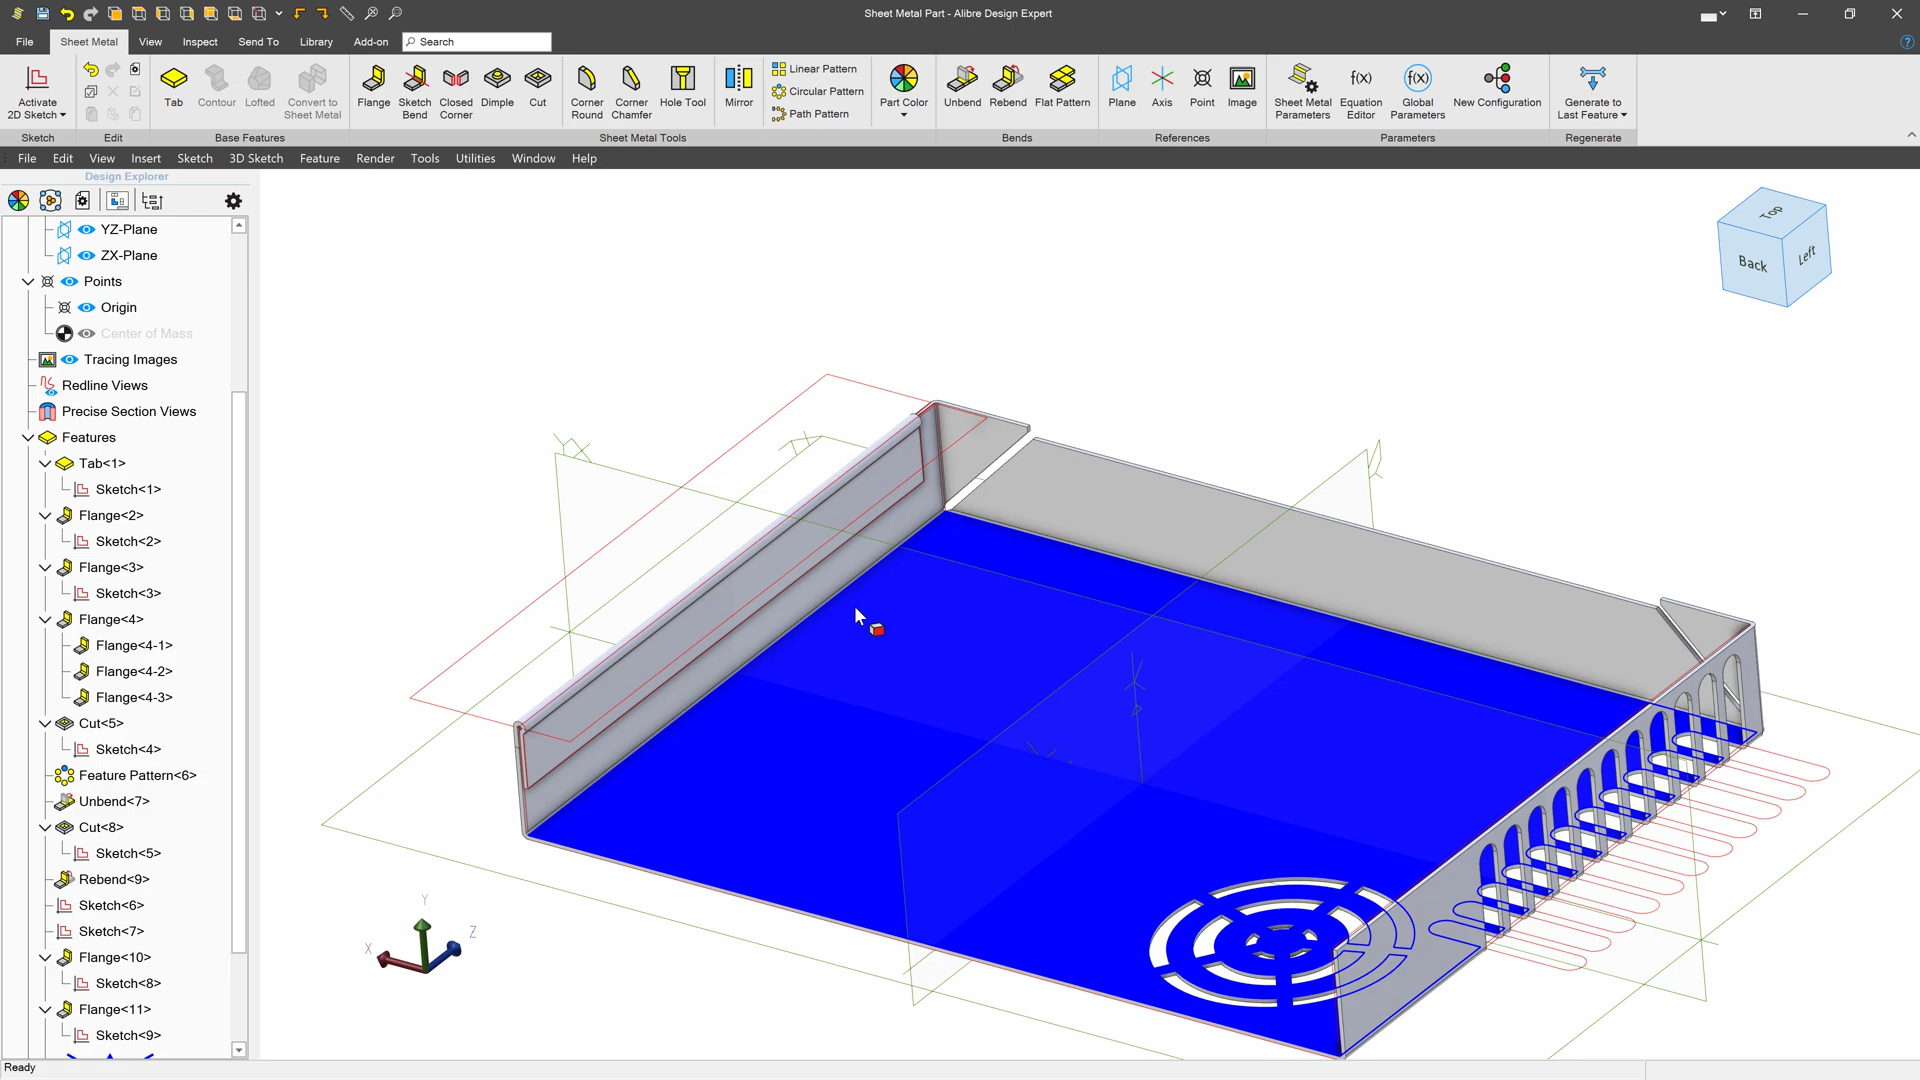 Sheet Metal Part - Alibre Design Expert
File Sheet Metal View Inspect Send To Library Add-on Search
Activate 2D Sketch
Tab
Contour
Lofted
Convert to Sheet Metal
Flange
Sketch Bend
Closed Corner
Dimple
Cut
Corner Round
Corner Chamfer
Hole Tool
Mirror
Linear Pattern
Circular Pattern
Path Pattern
Part Color
Unbend
Rebend
Flat Pattern
Plane
Axis
Point
Image
Sheet Metal Parameters
f(x)
Equation Editor
f(x)
Global Parameters
New Configuration
Generate to Last Feature
Sketch Edit Base Features Sheet Metal Tools Bends References Parameters Regenerate
File Edit View Insert Sketch 3D Sketch Feature Render Tools Utilities Window Help
Design Explorer
YZ-Plane
ZX-Plane
Points
Origin
Center of Mass
Tracing Images
Redline Views
Precise Section Views
Features
Tab<1>
Sketch<1>
Flange<2>
Sketch<2>
Flange<3>
Sketch<3>
Flange<4>
Flange<4-1>
Flange<4-2>
Flange<4-3>
Cut<5>
Sketch<4>
Feature Pattern<6>
Unbend<7>
Cut<8>
Sketch<5>
Rebend<9>
Sketch<6>
Sketch<7>
Flange<10>
Sketch<8>
Flange<11>
Sketch<9>
Top
Back
Left
Y
X
Z
Ready